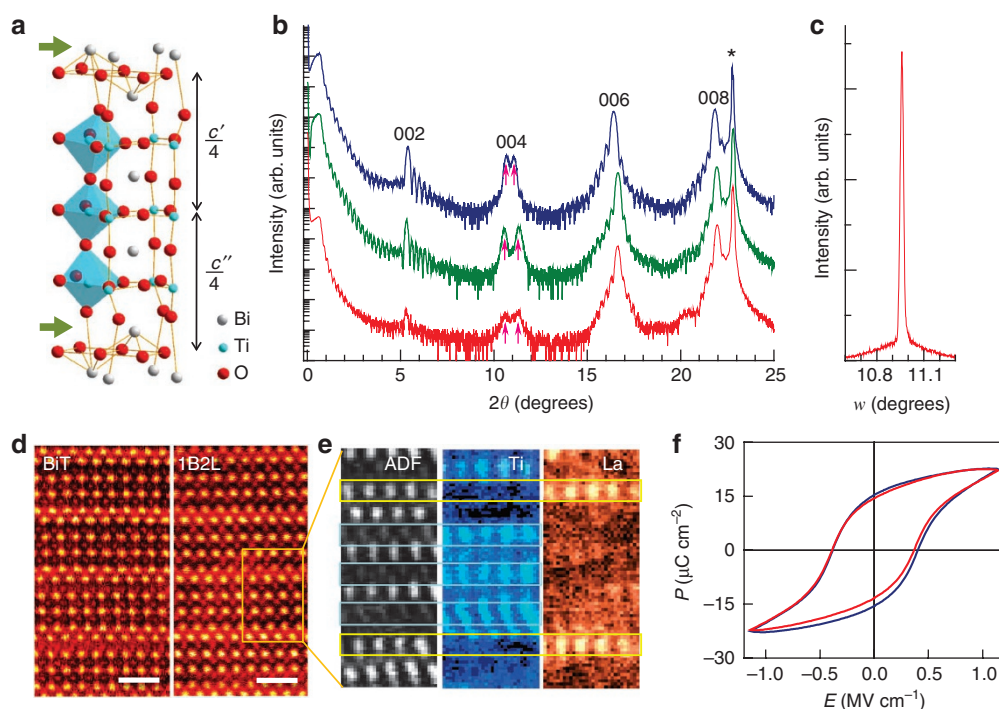 a
c′
4
c″
4
Bi
Ti
O
b
Intensity (arb. units)
002
004
006
008
*
0
5
10
15
20
25
2θ (degrees)
c
Intensity (arb. units)
10.8
11.1
w (degrees)
d
BiT
1B2L
e
ADF
Ti
La
f
P (μC cm⁻²)
30
15
0
−15
−30
−1.0
−0.5
0.0
0.5
1.0
E (MV cm⁻¹)